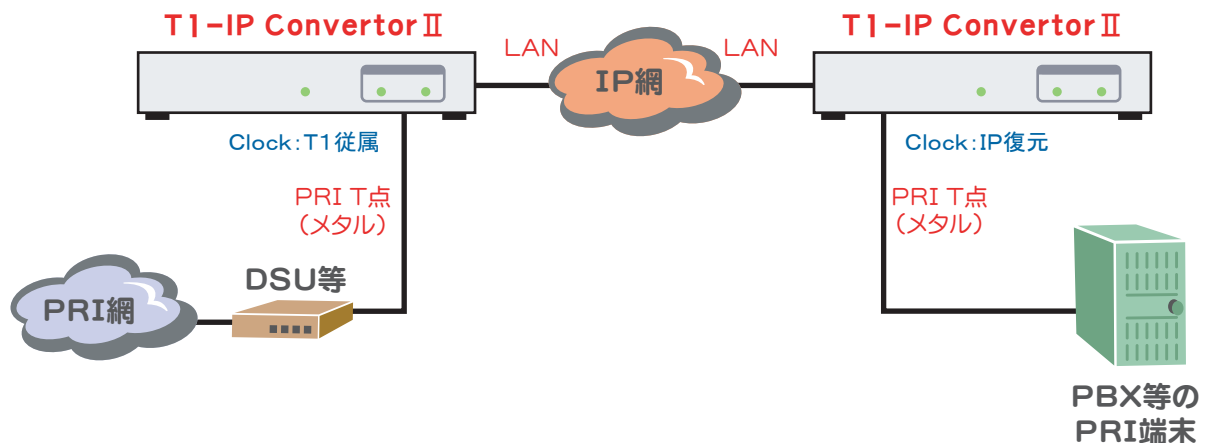 T1-IP ConvertorⅡ
T1-IP ConvertorⅡ
LAN
LAN
IP網
Clock:T1従属
Clock:IP復元
PRI T点
(メタル)
PRI T点
(メタル)
DSU等
PRI網
PBX等の
PRI端末